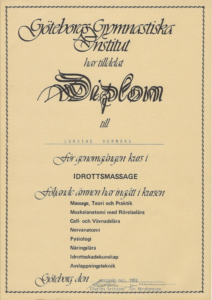 Göteborgs Gymnastiska
Institut
har tilldelat
Diplom
till
För genomgången kurs i
IDROTTSMASSAGE
Följande ämnen har ingått i kursen
Massage, Teori och Praktik
Muskelanatomi med Rörelselära
Cell- och Vävnadslära
Nervanatomi
Fysiologi
Näringslära
Idrottsskadekunskap
Avslappningsteknik
Göteborg den